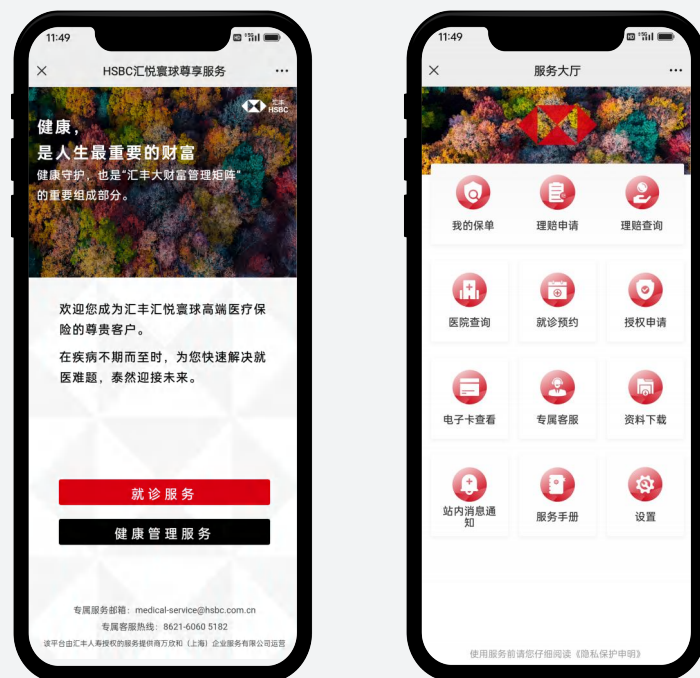 11:49
HSBC汇悦寰球尊享服务
汇丰
HSBC
健康，
是人生最重要的财富
健康守护，也是“汇丰大财富管理矩阵”
的重要组成部分。
欢迎您成为汇丰汇悦寰球高端医疗保
险的尊贵客户。
在疾病不期而至时，为您快速解决就
医难题，泰然迎接未来。
就诊服务
健康管理服务
专属服务邮箱：medical-service@hsbc.com.cn
专属客服热线：8621-6060 5182
该平台由汇丰人寿授权的服务提供商万欣和（上海）企业服务有限公司运营
11:49
服务大厅
我的保单
理赔申请
理赔查询
医院查询
就诊预约
授权申请
电子卡查看
专属客服
资料下载
站内消息通
知
服务手册
设置
使用服务前请您仔细阅读《隐私保护申明》